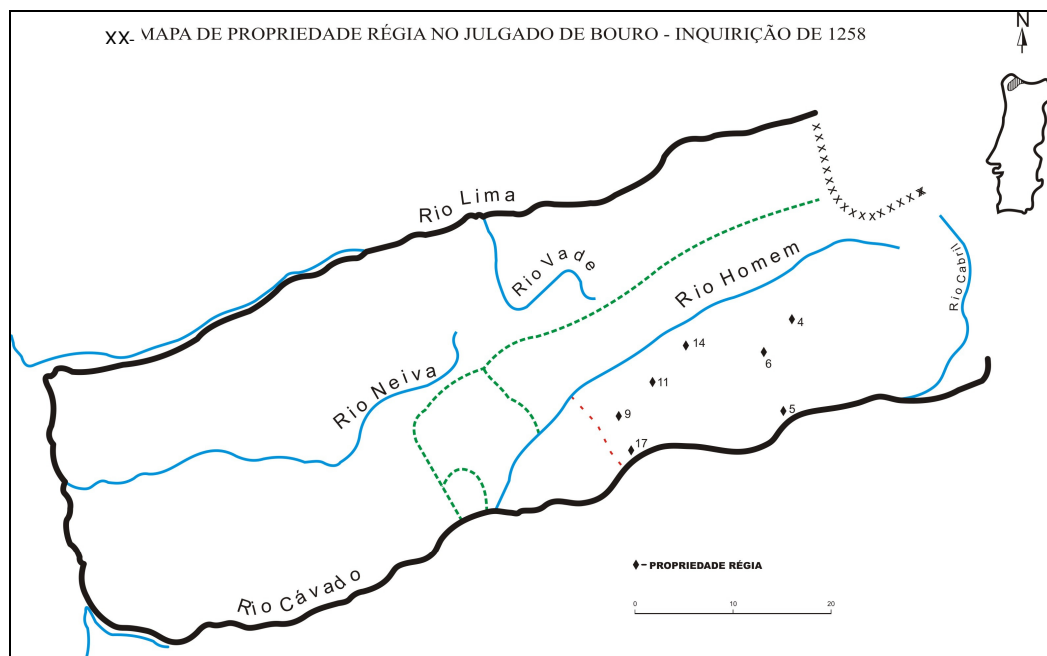 XX- MAPA DE PROPRIEDADE RÉGIA NO JULGADO DE BOURO - INQUIRIÇÃO DE 1258
N
Rio Lima
Rio Vade
Rio Homem
Rio Cabril
4
14
6
Rio Neiva
11
9
5
17
Rio Cávado
- PROPRIEDADE RÉGIA
0 10 20